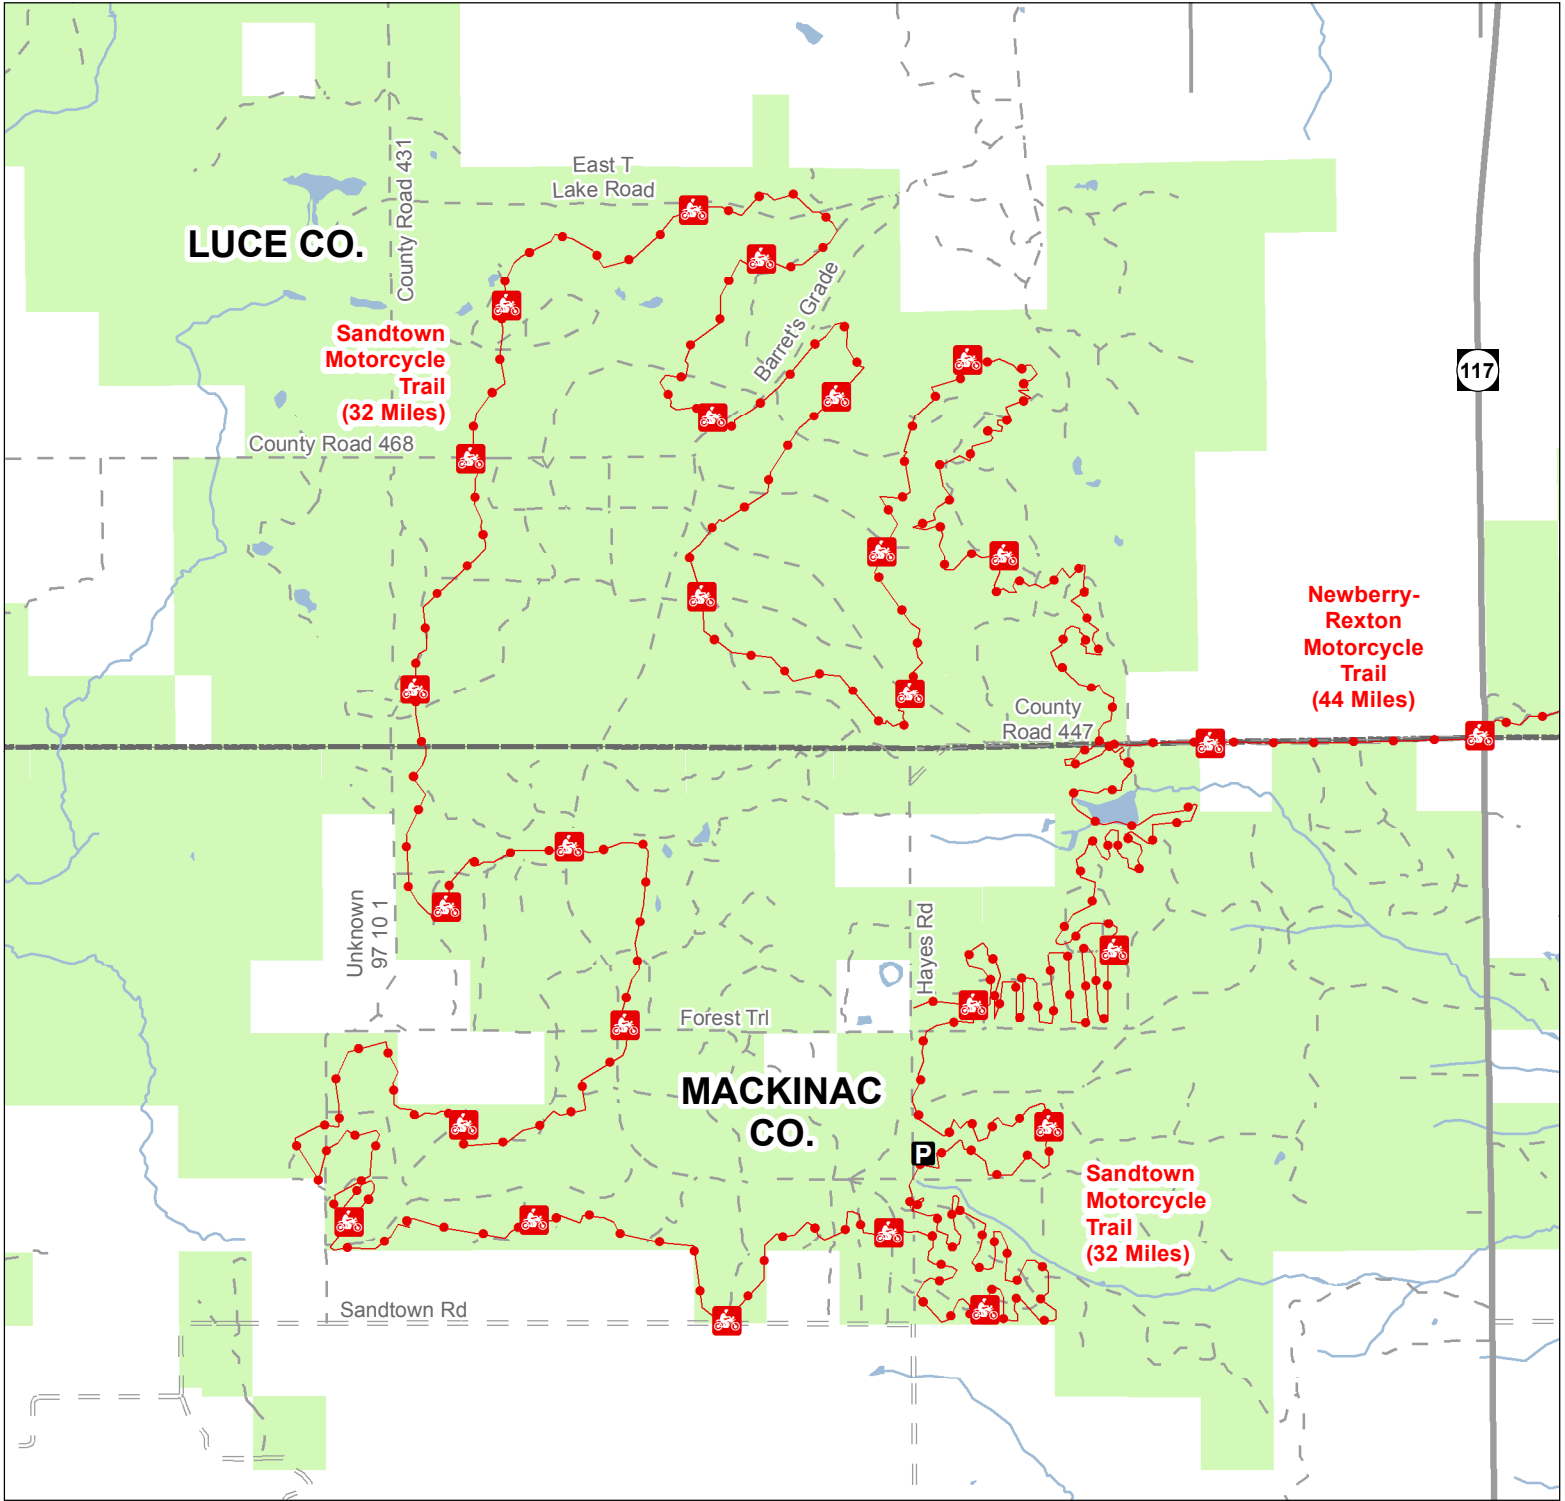 East T
Lake Road
County Road 431
LUCE CO.
Barret's Grade
Sandtown
Motorcycle
Trail
(32 Miles)
117
County Road 468
Newberry-
Rexton
Motorcycle
Trail
(44 Miles)
County
Road 447
Unknown
97 10 1
Hayes Rd
Forest Trl
MACKINAC
CO.
P
Sandtown
Motorcycle
Trail
(32 Miles)
Sandtown Rd